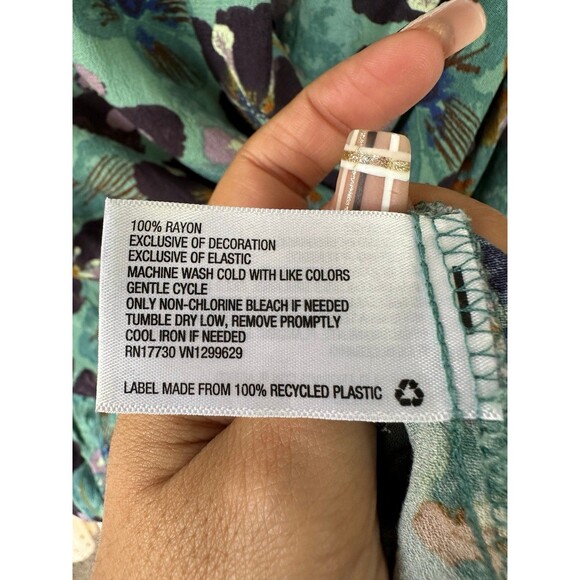 100% RAYON
EXCLUSIVE OF DECORATION
EXCLUSIVE OF ELASTIC
MACHINE WASH COLD WITH LIKE COLORS
GENTLE CYCLE
ONLY NON-CHLORINE BLEACH IF NEEDED
TUMBLE DRY LOW, REMOVE PROMPTLY
COOL IRON IF NEEDED
RN17730 VN1299629
LABEL MADE FROM 100% RECYCLED PLASTIC